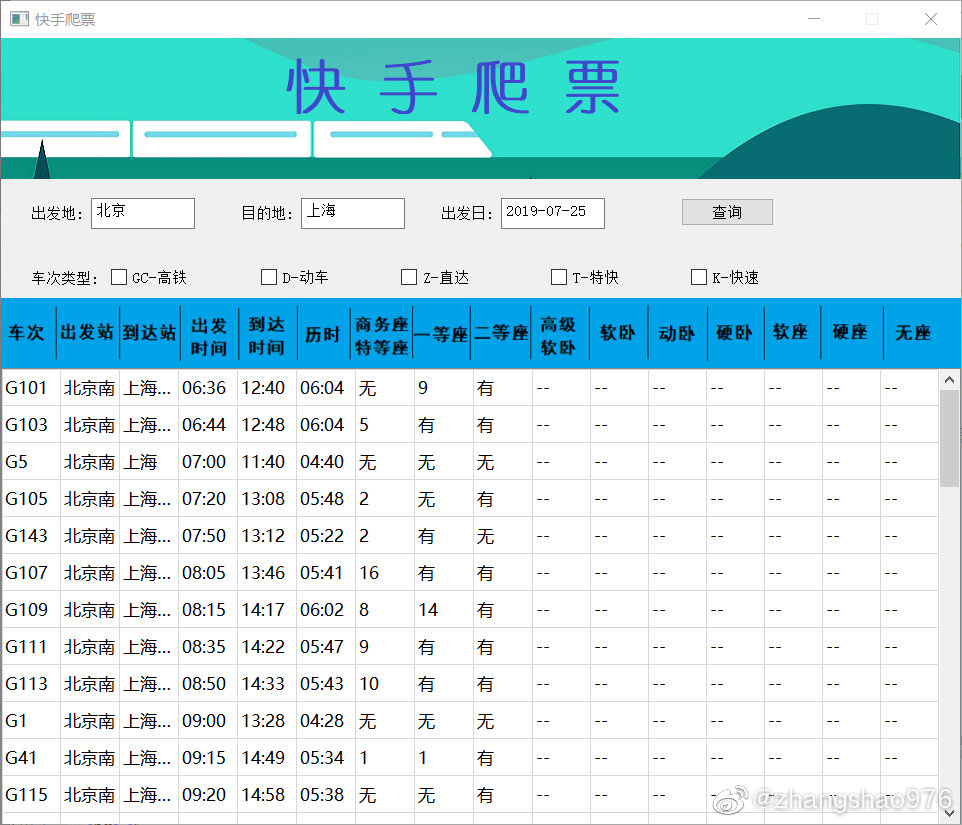 快手爬票
快手爬票
出发地： 北京 目的地： 上海 出发日： 2019-07-25 查询
车次类型： GC-高铁 D-动车 Z-直达 T-特快 K-快速
车次 出发站 到达站 出发时间 到达时间 历时 商务座特等座 一等座 二等座 高级软卧 软卧 动卧 硬卧 软座 硬座 无座
G101 北京南 上海... 06:36 12:40 06:04 无 9 有 -- -- -- -- -- -- --
G103 北京南 上海... 06:44 12:48 06:04 5 有 有 -- -- -- -- -- -- --
G5 北京南 上海 07:00 11:40 04:40 无 无 无 -- -- -- -- -- -- --
G105 北京南 上海... 07:20 13:08 05:48 2 无 有 -- -- -- -- -- -- --
G143 北京南 上海... 07:50 13:12 05:22 2 有 无 -- -- -- -- -- -- --
G107 北京南 上海... 08:05 13:46 05:41 16 有 有 -- -- -- -- -- -- --
G109 北京南 上海... 08:15 14:17 06:02 8 14 有 -- -- -- -- -- -- --
G111 北京南 上海... 08:35 14:22 05:47 9 有 有 -- -- -- -- -- -- --
G113 北京南 上海... 08:50 14:33 05:43 10 有 有 -- -- -- -- -- -- --
G1 北京南 上海... 09:00 13:28 04:28 无 无 无 -- -- -- -- -- -- --
G41 北京南 上海... 09:15 14:49 05:34 1 1 有 -- -- -- -- -- -- --
G115 北京南 上海... 09:20 14:58 05:38 无 无 有 -- -- -- -- -- -- --
@zhangshao976